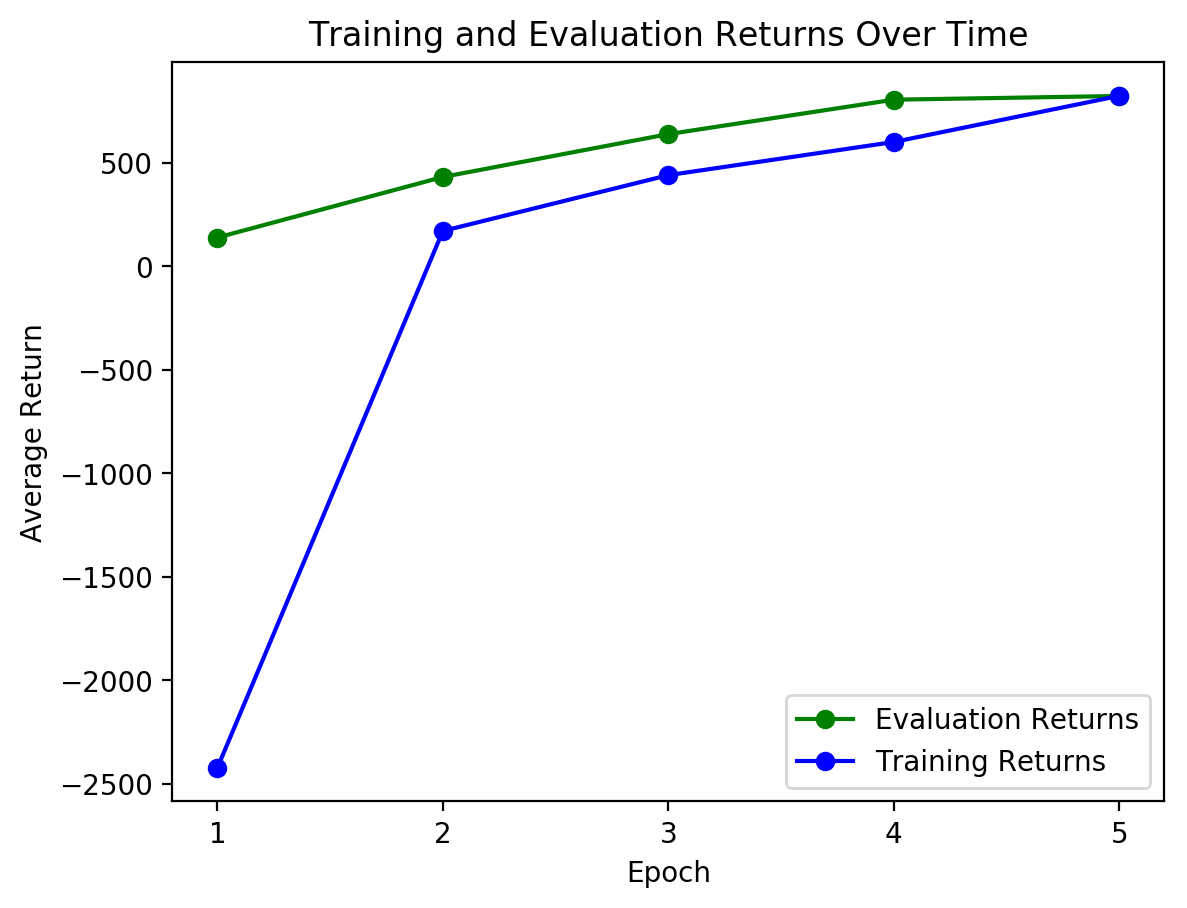 Training and Evaluation Returns Over Time
Average Return
500
0
−500
−1000
−1500
−2000
−2500
Evaluation Returns
Training Returns
1 2 3 4 5
Epoch